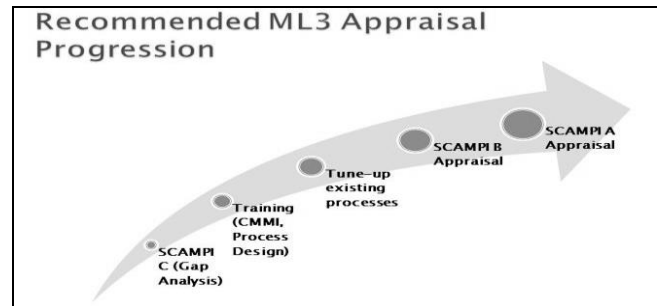 Recommended ML3 Appraisal
Progression
SCAMPI
C (Gap
Analysis)
Training
(CMMI,
Process
Design)
Tune-up
existing
processes
SCAMPI B
Appraisal
SCAMPI A
Appraisal